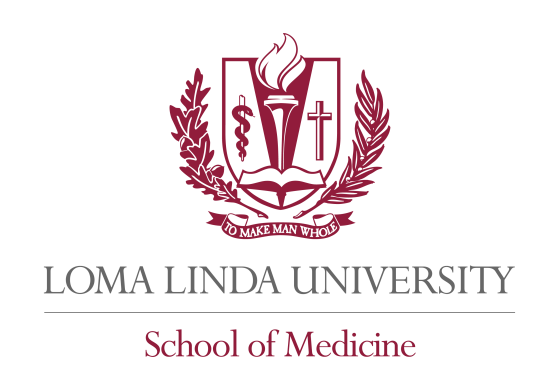 TO MAKE MAN WHOLE
LOMA LINDA UNIVERSITY
School of Medicine